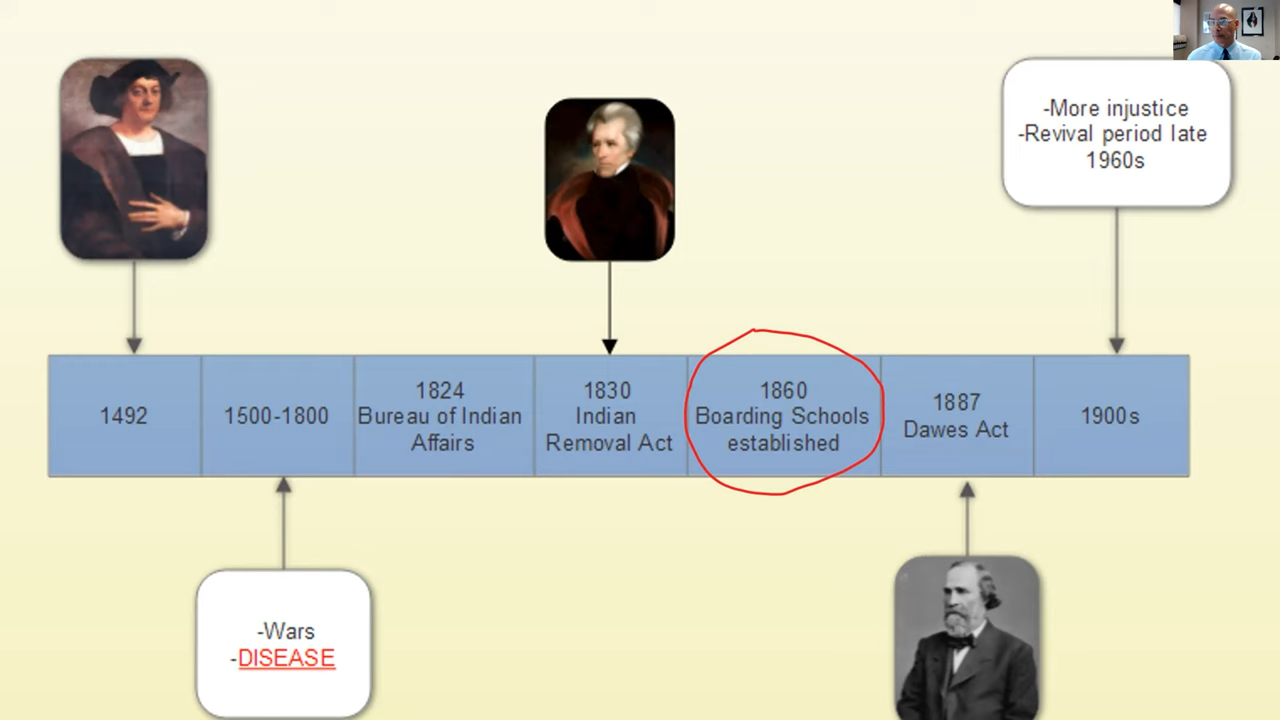 -More injustice
-Revival period late
1960s
1492
1500-1800
1824
Bureau of Indian
Affairs
1830
Indian
Removal Act
1860
Boarding Schools
established
1887
Dawes Act
1900s
-Wars
-DISEASE